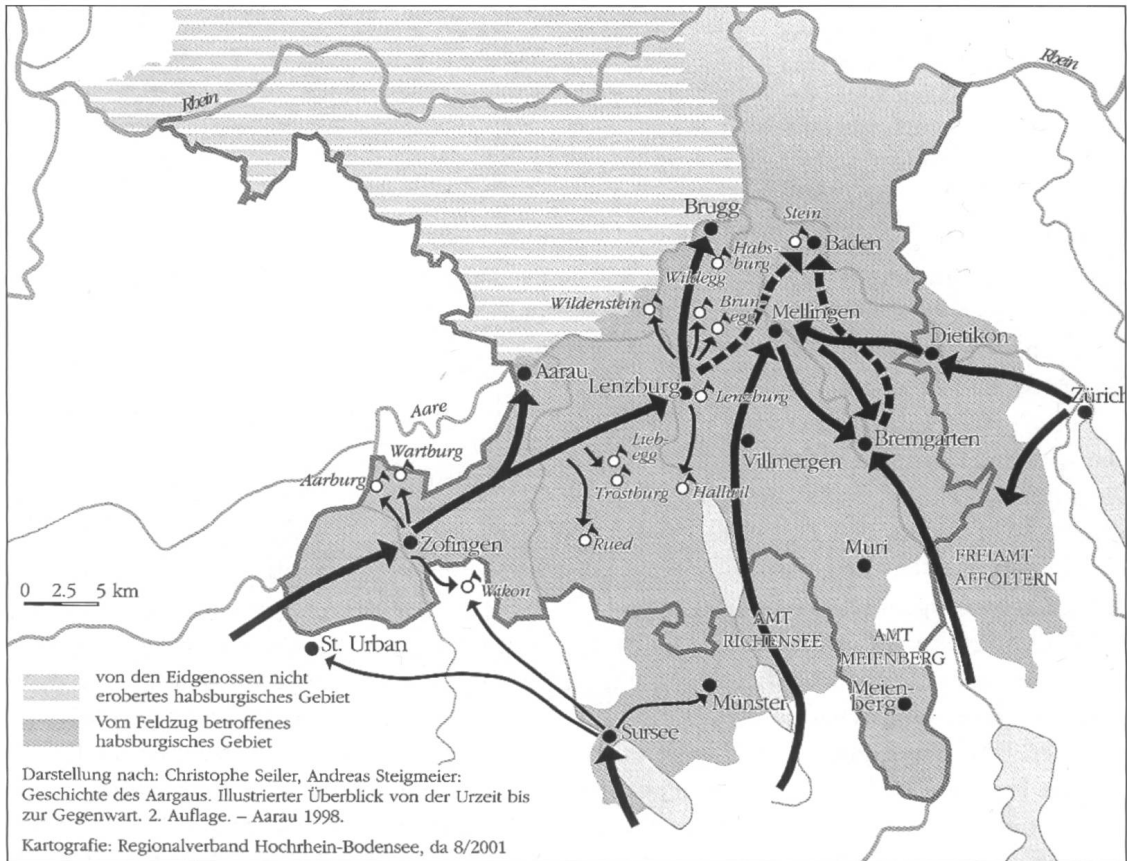 Rhein
Rhein
Brugg
Stein
Baden
Habs-
burg
Wildegg
Wildenstein
Brun-
egg
Mellingen
Dietikon
Aarau
Lenzburg
Lenzburg
Zürich
Aare
Wartburg
Aarburg
Lieb-
egg
Trostburg
Hallwil
Villmergen
Bremgarten
Zofingen
Rued
Muri
FREIAMT
AFFOLTERN
0 2.5 5 km
Wikon
AMT
RICHENSEE
AMT
MEIENBERG
St. Urban
Münster
Meien-
berg
Sursee
von den Eidgenossen nicht
erobertes habsburgisches Gebiet
Vom Feldzug betroffenes
habsburgisches Gebiet
Darstellung nach: Christophe Seiler, Andreas Steigmeier:
Geschichte des Aargaus. Illustrierter Überblick von der Urzeit bis
zur Gegenwart. 2. Auflage. – Aarau 1998.
Kartografie: Regionalverband Hochrhein-Bodensee, da 8/2001